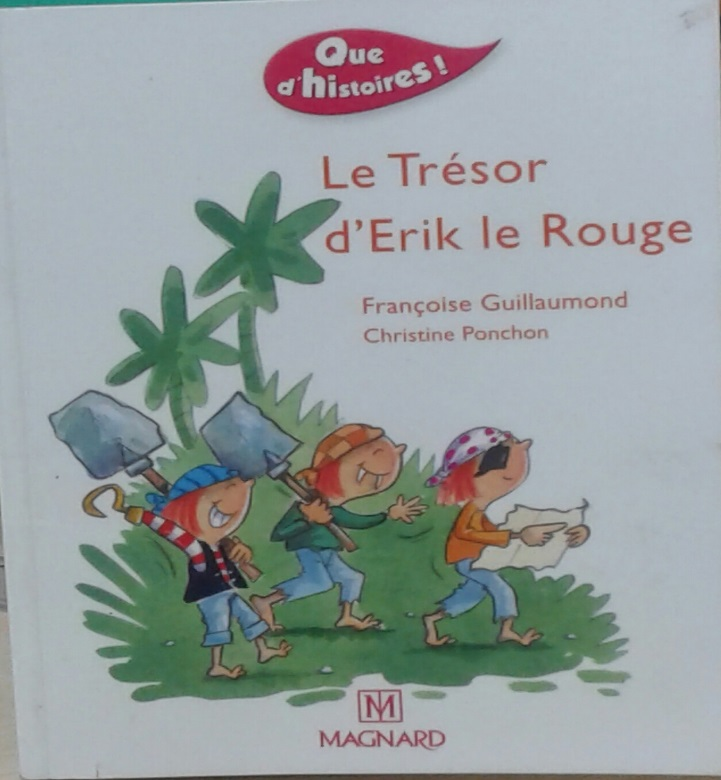 Que
d'histoires!
Le Trésor
d'Erik le Rouge
Françoise Guillaumond
Christine Ponchon
M
MAGNARD